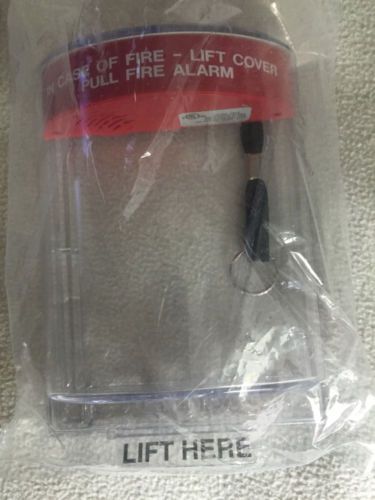 IN CASE OF FIRE - LIFT COVER
PULL FIRE ALARM
LIFT HERE